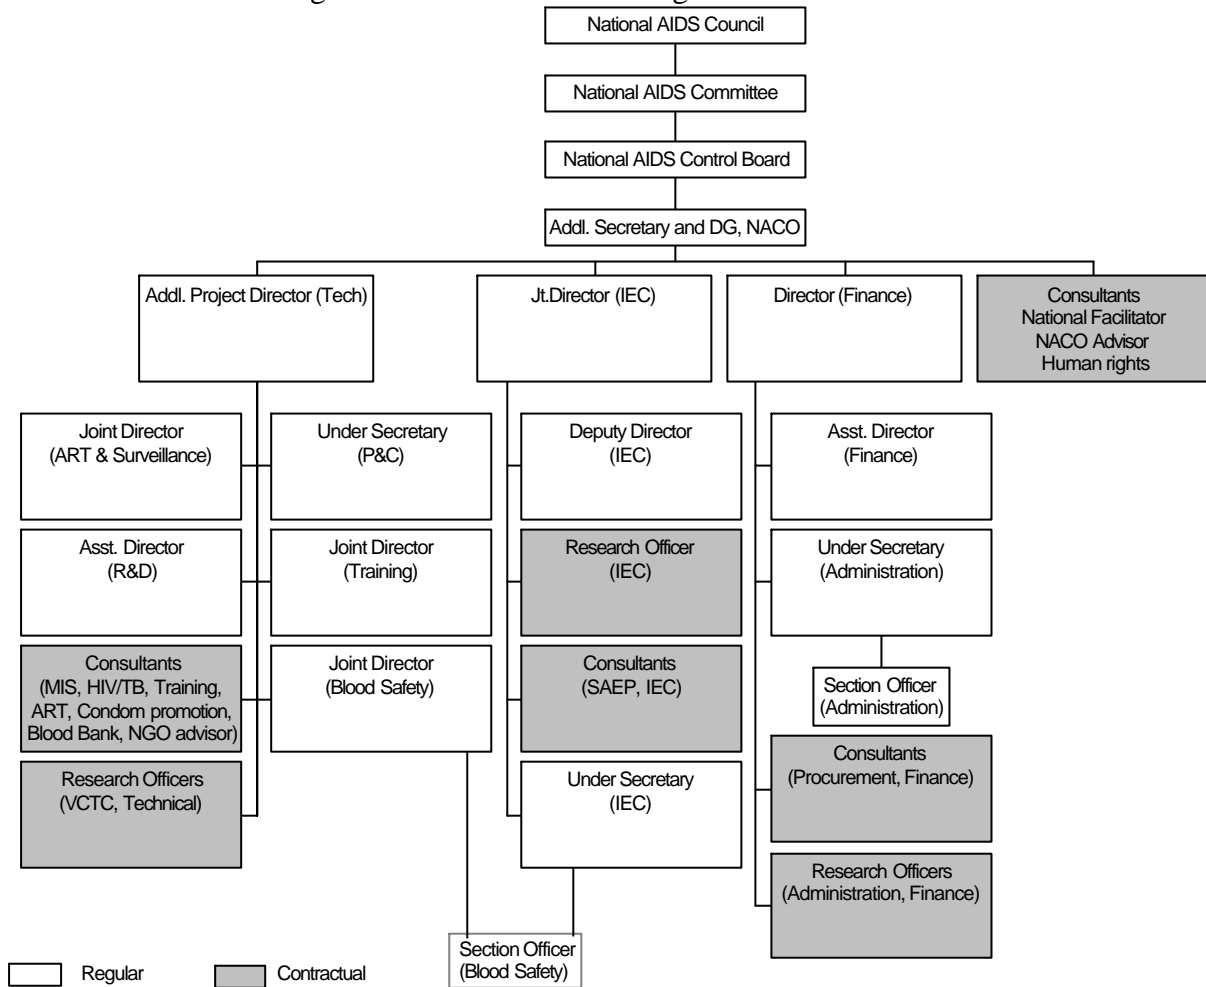 National AIDS Council
National AIDS Committee
National AIDS Control Board
Addl. Secretary and DG, NACO
Addl. Project Director (Tech)
Jt.Director (IEC)
Director (Finance)
Consultants
National Facilitator
NACO Advisor
Human rights
Joint Director
(ART & Surveillance)
Under Secretary
(P&C)
Deputy Director
(IEC)
Asst. Director
(Finance)
Asst. Director
(R&D)
Joint Director
(Training)
Research Officer
(IEC)
Under Secretary
(Administration)
Consultants
(MIS, HIV/TB, Training,
ART, Condom promotion,
Blood Bank, NGO advisor)
Joint Director
(Blood Safety)
Consultants
(SAEP, IEC)
Section Officer
(Administration)
Research Officers
(VCTC, Technical)
Under Secretary
(IEC)
Consultants
(Procurement, Finance)
Research Officers
(Administration, Finance)
Section Officer
(Blood Safety)
Regular
Contractual